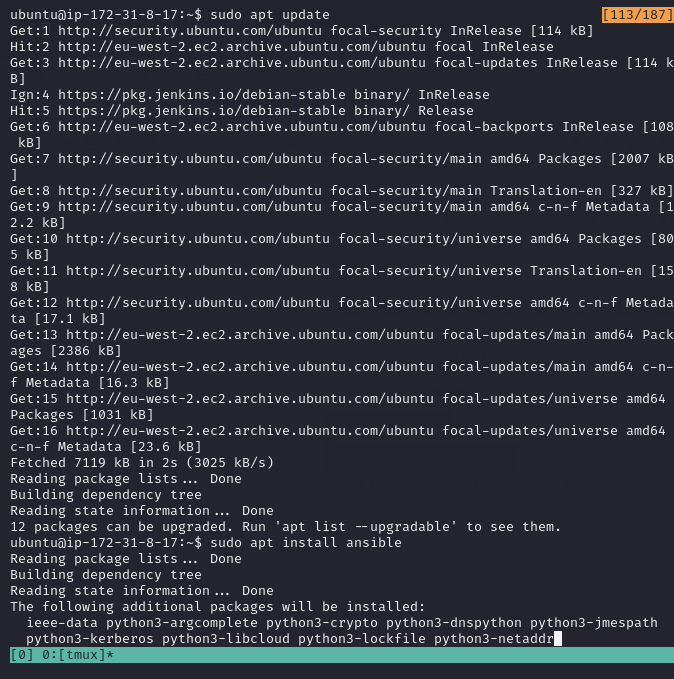 ubuntu@ip-172-31-8-17:~$ sudo apt update [113/187]
Get:1 http://security.ubuntu.com/ubuntu focal-security InRelease [114 kB]
Hit:2 http://eu-west-2.ec2.archive.ubuntu.com/ubuntu focal InRelease
Get:3 http://eu-west-2.ec2.archive.ubuntu.com/ubuntu focal-updates InRelease [114 k
B]
Ign:4 https://pkg.jenkins.io/debian-stable binary/ InRelease
Hit:5 https://pkg.jenkins.io/debian-stable binary/ Release
Get:6 http://eu-west-2.ec2.archive.ubuntu.com/ubuntu focal-backports InRelease [108
 kB]
Get:7 http://security.ubuntu.com/ubuntu focal-security/main amd64 Packages [2007 kB
]
Get:8 http://security.ubuntu.com/ubuntu focal-security/main Translation-en [327 kB]
Get:9 http://security.ubuntu.com/ubuntu focal-security/main amd64 c-n-f Metadata [1
2.2 kB]
Get:10 http://security.ubuntu.com/ubuntu focal-security/universe amd64 Packages [80
5 kB]
Get:11 http://security.ubuntu.com/ubuntu focal-security/universe Translation-en [15
8 kB]
Get:12 http://security.ubuntu.com/ubuntu focal-security/universe amd64 c-n-f Metada
ta [17.1 kB]
Get:13 http://eu-west-2.ec2.archive.ubuntu.com/ubuntu focal-updates/main amd64 Pack
ages [2386 kB]
Get:14 http://eu-west-2.ec2.archive.ubuntu.com/ubuntu focal-updates/main amd64 c-n-
f Metadata [16.3 kB]
Get:15 http://eu-west-2.ec2.archive.ubuntu.com/ubuntu focal-updates/universe amd64
Packages [1031 kB]
Get:16 http://eu-west-2.ec2.archive.ubuntu.com/ubuntu focal-updates/universe amd64
c-n-f Metadata [23.6 kB]
Fetched 7119 kB in 2s (3025 kB/s)
Reading package lists... Done
Building dependency tree
Reading state information... Done
12 packages can be upgraded. Run 'apt list --upgradable' to see them.
ubuntu@ip-172-31-8-17:~$ sudo apt install ansible
Reading package lists... Done
Building dependency tree
Reading state information... Done
The following additional packages will be installed:
  ieee-data python3-argcomplete python3-crypto python3-dnspython python3-jmespath
  python3-kerberos python3-libcloud python3-lockfile python3-netaddr
[0] 0:[tmux]*